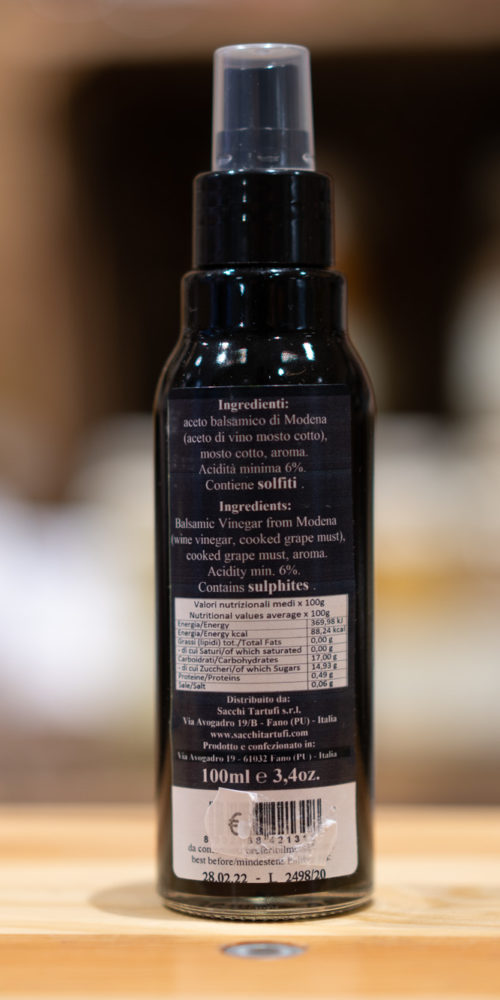 Ingredienti:
aceto balsamico di Modena
(aceto di vino mosto cotto),
mosto cotto, aroma.
Acidità minima 6%.
Contiene solfiti .
Ingredients:
Balsamic Vinegar from Modena
(wine vinegar, cooked grape must),
cooked grape must, aroma.
Acidity min. 6%.
Contains sulphites .
Valori nutrizionali medi x 100g
Nutritional values average x 100g
Energia/Energy 369,98 kJ
Energia/Energy kcal 88,24 kcal
Grassi (lipidi) tot./Total Fats 0,00 g
- di cui Saturi/of which saturated 0,00 g
Carboidrati/Carbohydrates 17,00 g
- di cui Zuccheri/of which Sugars 14,93 g
Proteine/Proteins 0,49 g
Sale/Salt 0,06 g
Distribuito da:
Sacchi Tartufi s.r.l.
Via Avogadro 19/B - Fano (PU) - Italia
www.sacchitartufi.com
Prodotto e confezionato in:
Via Avogadro 19 - 61032 Fano (PU) - Italia
100ml e 3,4oz.
€
da
best before/mindestens
28.02.22 - L 2498/20